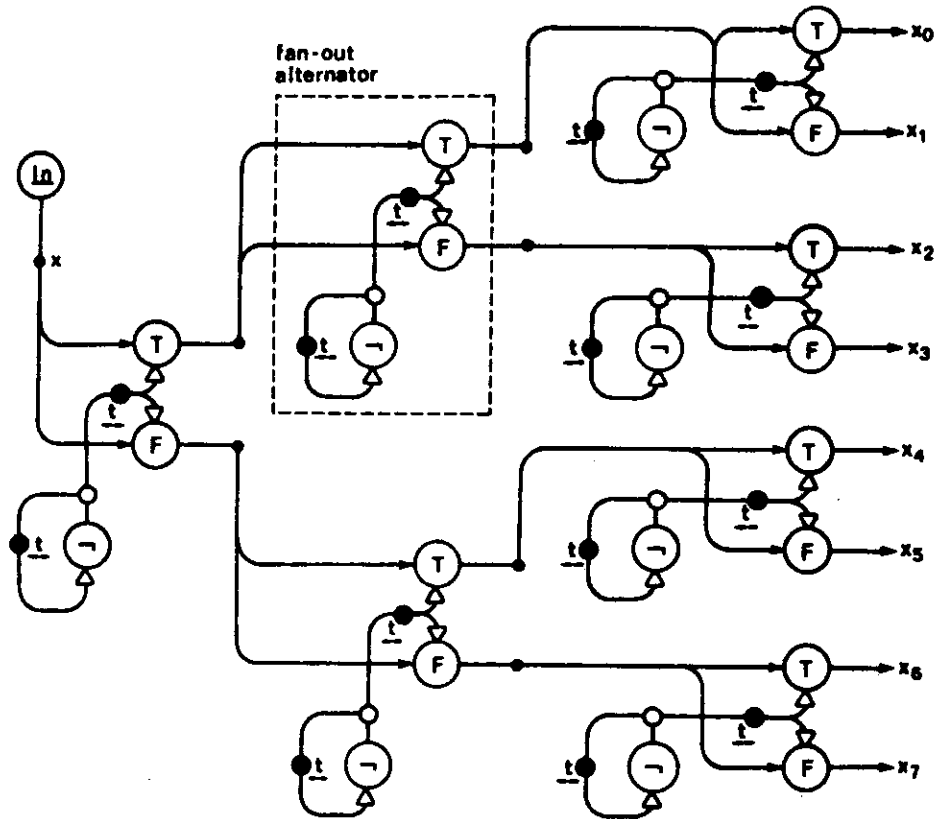 fan-out
alternator
T
x₀
t
t
¬
F
x₁
in
T
t
F
x
T
x₂
t
t
¬
F
x₃
T
t
¬
t
F
T
x₄
t
t
¬
F
x₅
t
¬
T
t
F
T
x₆
t
t
¬
F
x₇
t
¬